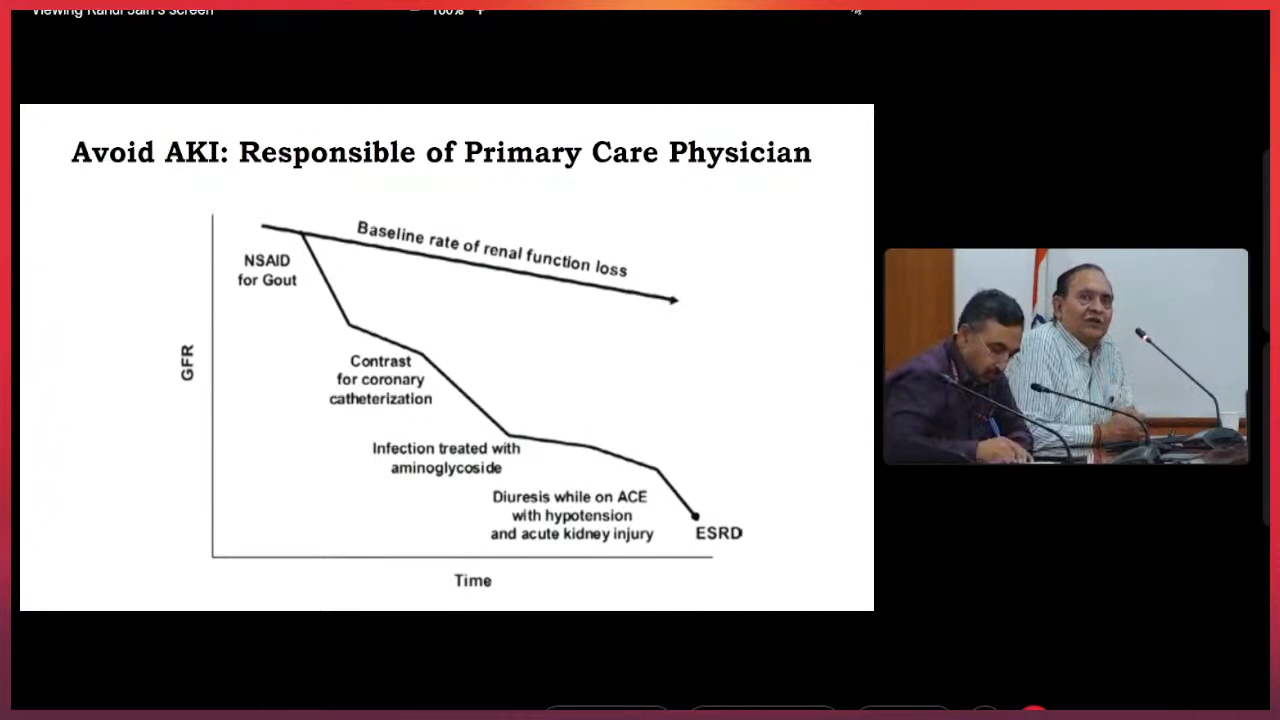 Viewing Randi Jain's screen
100% +
Avoid AKI: Responsible of Primary Care Physician
Baseline rate of renal function loss
NSAID
for Gout
GFR
Contrast
for coronary
catheterization
Infection treated with
aminoglycoside
Diuresis while on ACE
with hypotension
and acute kidney injury
ESRD
Time